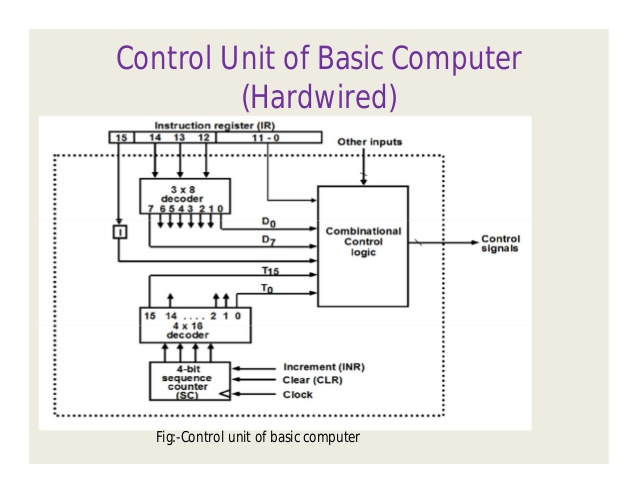 Control Unit of Basic Computer
(Hardwired)
Instruction register (IR)
15 14 13 12 11 - 0
Other inputs
3 x 8
decoder
7 6 5 4 3 2 1 0
D0
I
D7
Combinational
Control
logic
Control
signals
T15
T0
15 14 . . . . 2 1 0
4 x 16
decoder
4-bit
sequence
counter
(SC)
Increment (INR)
Clear (CLR)
Clock
Fig:-Control unit of basic computer